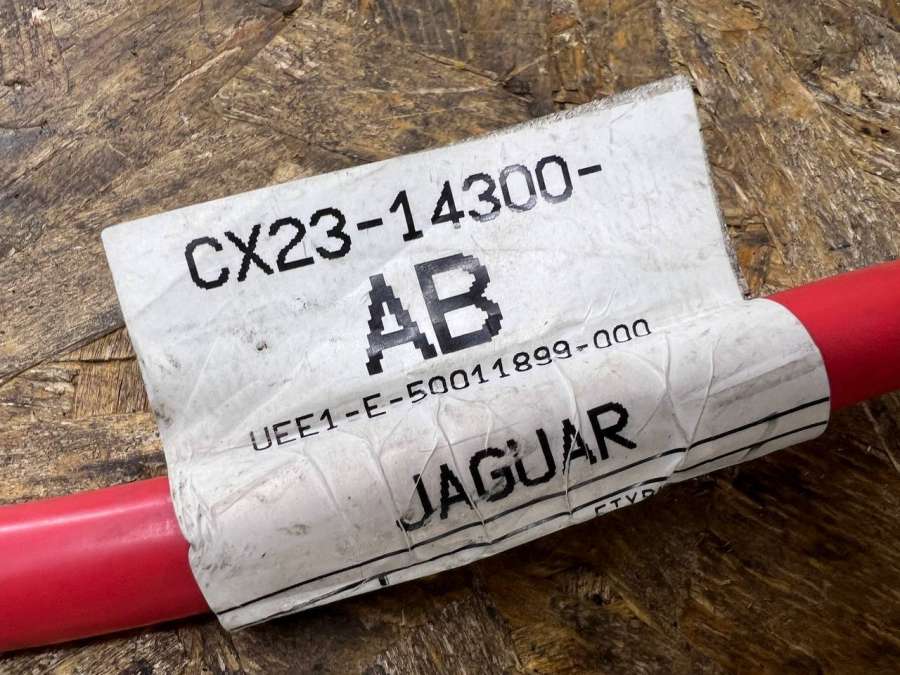 CX23-14300-
AB
UEE1-E-50011899-000
JAGUAR